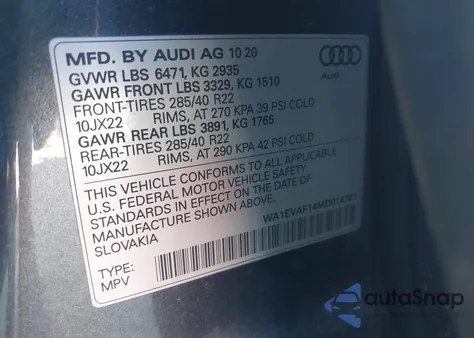 MFD. BY AUDI AG 10 20
GVWR LBS 6471, KG 2935
GAWR FRONT LBS 3329, KG 1510
FRONT-TIRES 285/40 R22
10JX22 RIMS, AT 270 KPA 39 PSI COLD
GAWR REAR LBS 3891, KG 1765
REAR-TIRES 285/40 R22
10JX22 RIMS, AT 290 KPA 42 PSI COLD
Audi
THIS VEHICLE CONFORMS TO ALL APPLICABLE
U.S. FEDERAL MOTOR VEHICLE SAFETY
STANDARDS IN EFFECT ON THE DATE OF
MANUFACTURE SHOWN ABOVE.
SLOVAKIA
TYPE:
MPV
autoSnap